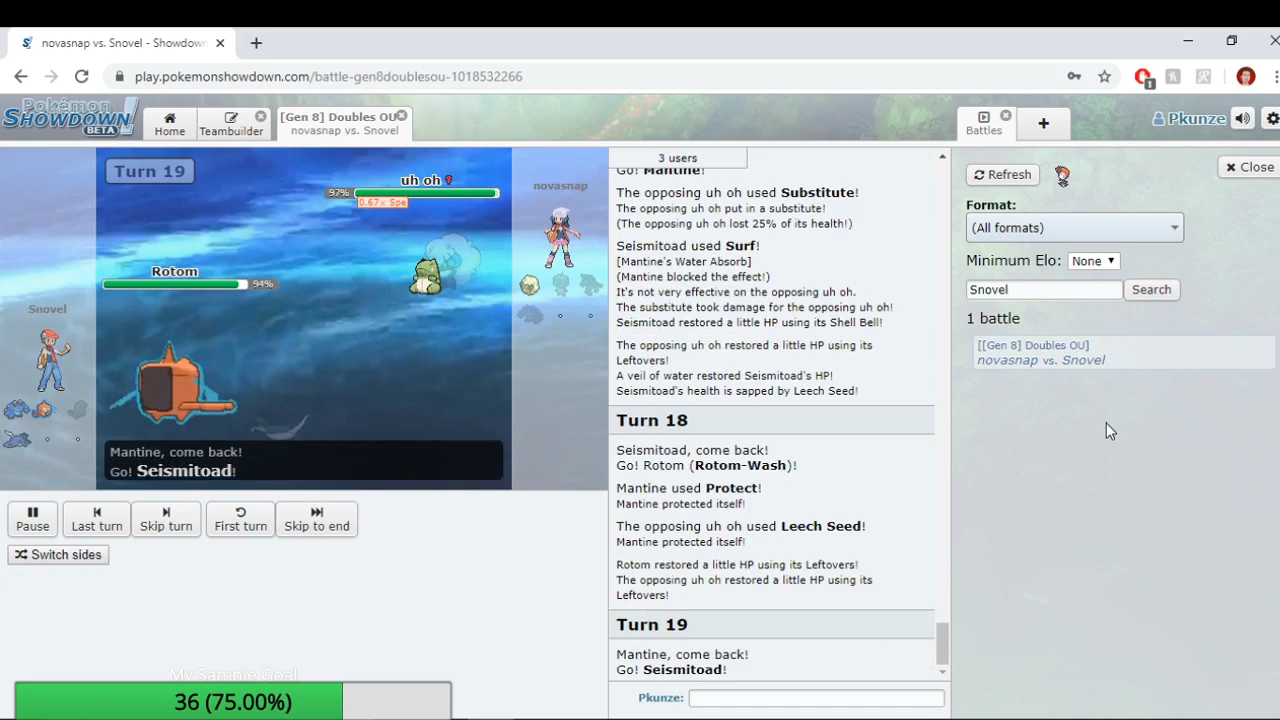 novasnap vs. Snovel - Showdown
play.pokemonshowdown.com/battle-gen8doublesou-1018532266
1
Pokémon
SHOWDOWN
BETA
Home
Teambuilder
[Gen 8] Doubles OU
novasnap vs. Snovel
Battles
Pkunze
Turn 19
uh oh
97%
0.67× Spe
novasnap
Rotom
94%
Snovel
Mantine, come back!
Go! Seismitoad!
Pause
Last turn
Skip turn
First turn
Skip to end
Switch sides
My Sample Goal
36 (75.00%)
3 users
Go! Mantine!
The opposing uh oh used Substitute!
The opposing uh oh put in a substitute!
(The opposing uh oh lost 25% of its health!)
Seismitoad used Surf!
[Mantine's Water Absorb]
(Mantine blocked the effect!)
It's not very effective on the opposing uh oh.
The substitute took damage for the opposing uh oh!
Seismitoad restored a little HP using its Shell Bell!
The opposing uh oh restored a little HP using its
Leftovers!
A veil of water restored Seismitoad's HP!
Seismitoad's health is sapped by Leech Seed!
Turn 18
Seismitoad, come back!
Go! Rotom (Rotom-Wash)!
Mantine used Protect!
Mantine protected itself!
The opposing uh oh used Leech Seed!
Mantine protected itself!
Rotom restored a little HP using its Leftovers!
The opposing uh oh restored a little HP using its
Leftovers!
Turn 19
Mantine, come back!
Go! Seismitoad!
Pkunze:
Refresh
Close
Format:
(All formats)
Minimum Elo: None
Snovel
Search
1 battle
[[Gen 8] Doubles OU]
novasnap vs. Snovel